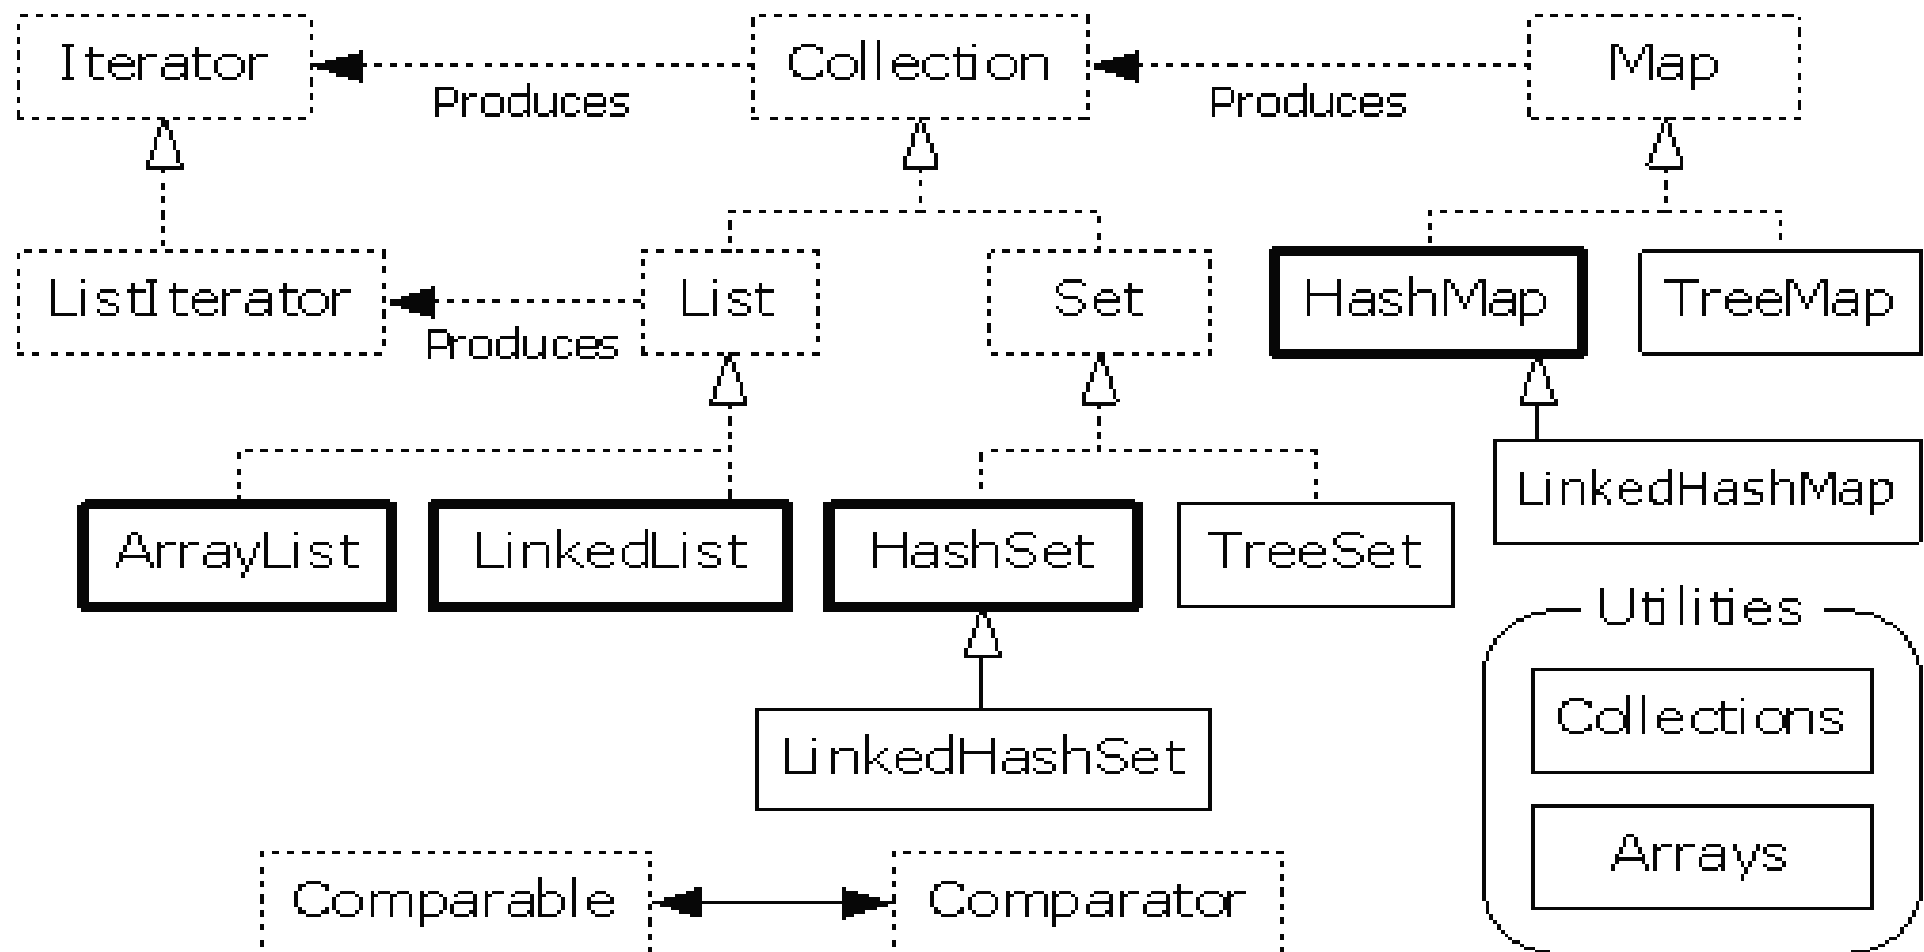 Iterator
Produces
Collection
Produces
Map
ListIterator
Produces
List
Set
HashMap
TreeMap
LinkedHashMap
ArrayList
LinkedList
HashSet
TreeSet
LinkedHashSet
Utilities
Collections
Arrays
Comparable
Comparator